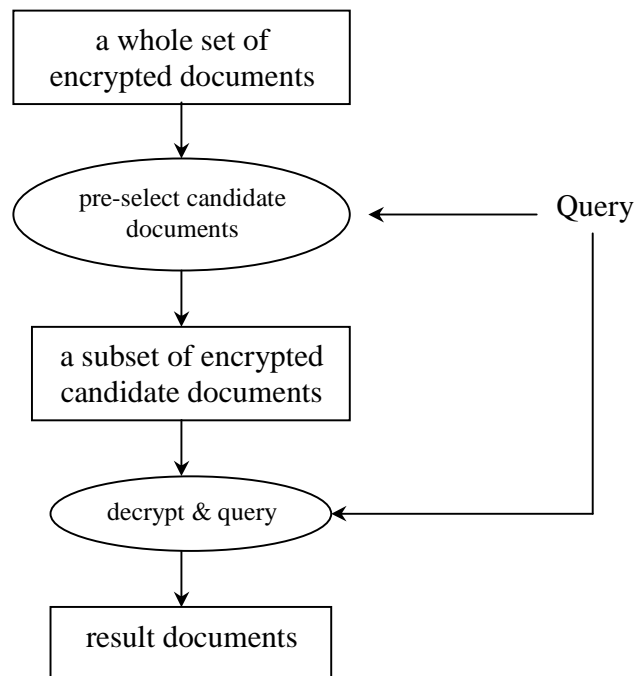 a whole set of
encrypted documents
pre-select candidate
documents
Query
a subset of encrypted
candidate documents
decrypt & query
result documents